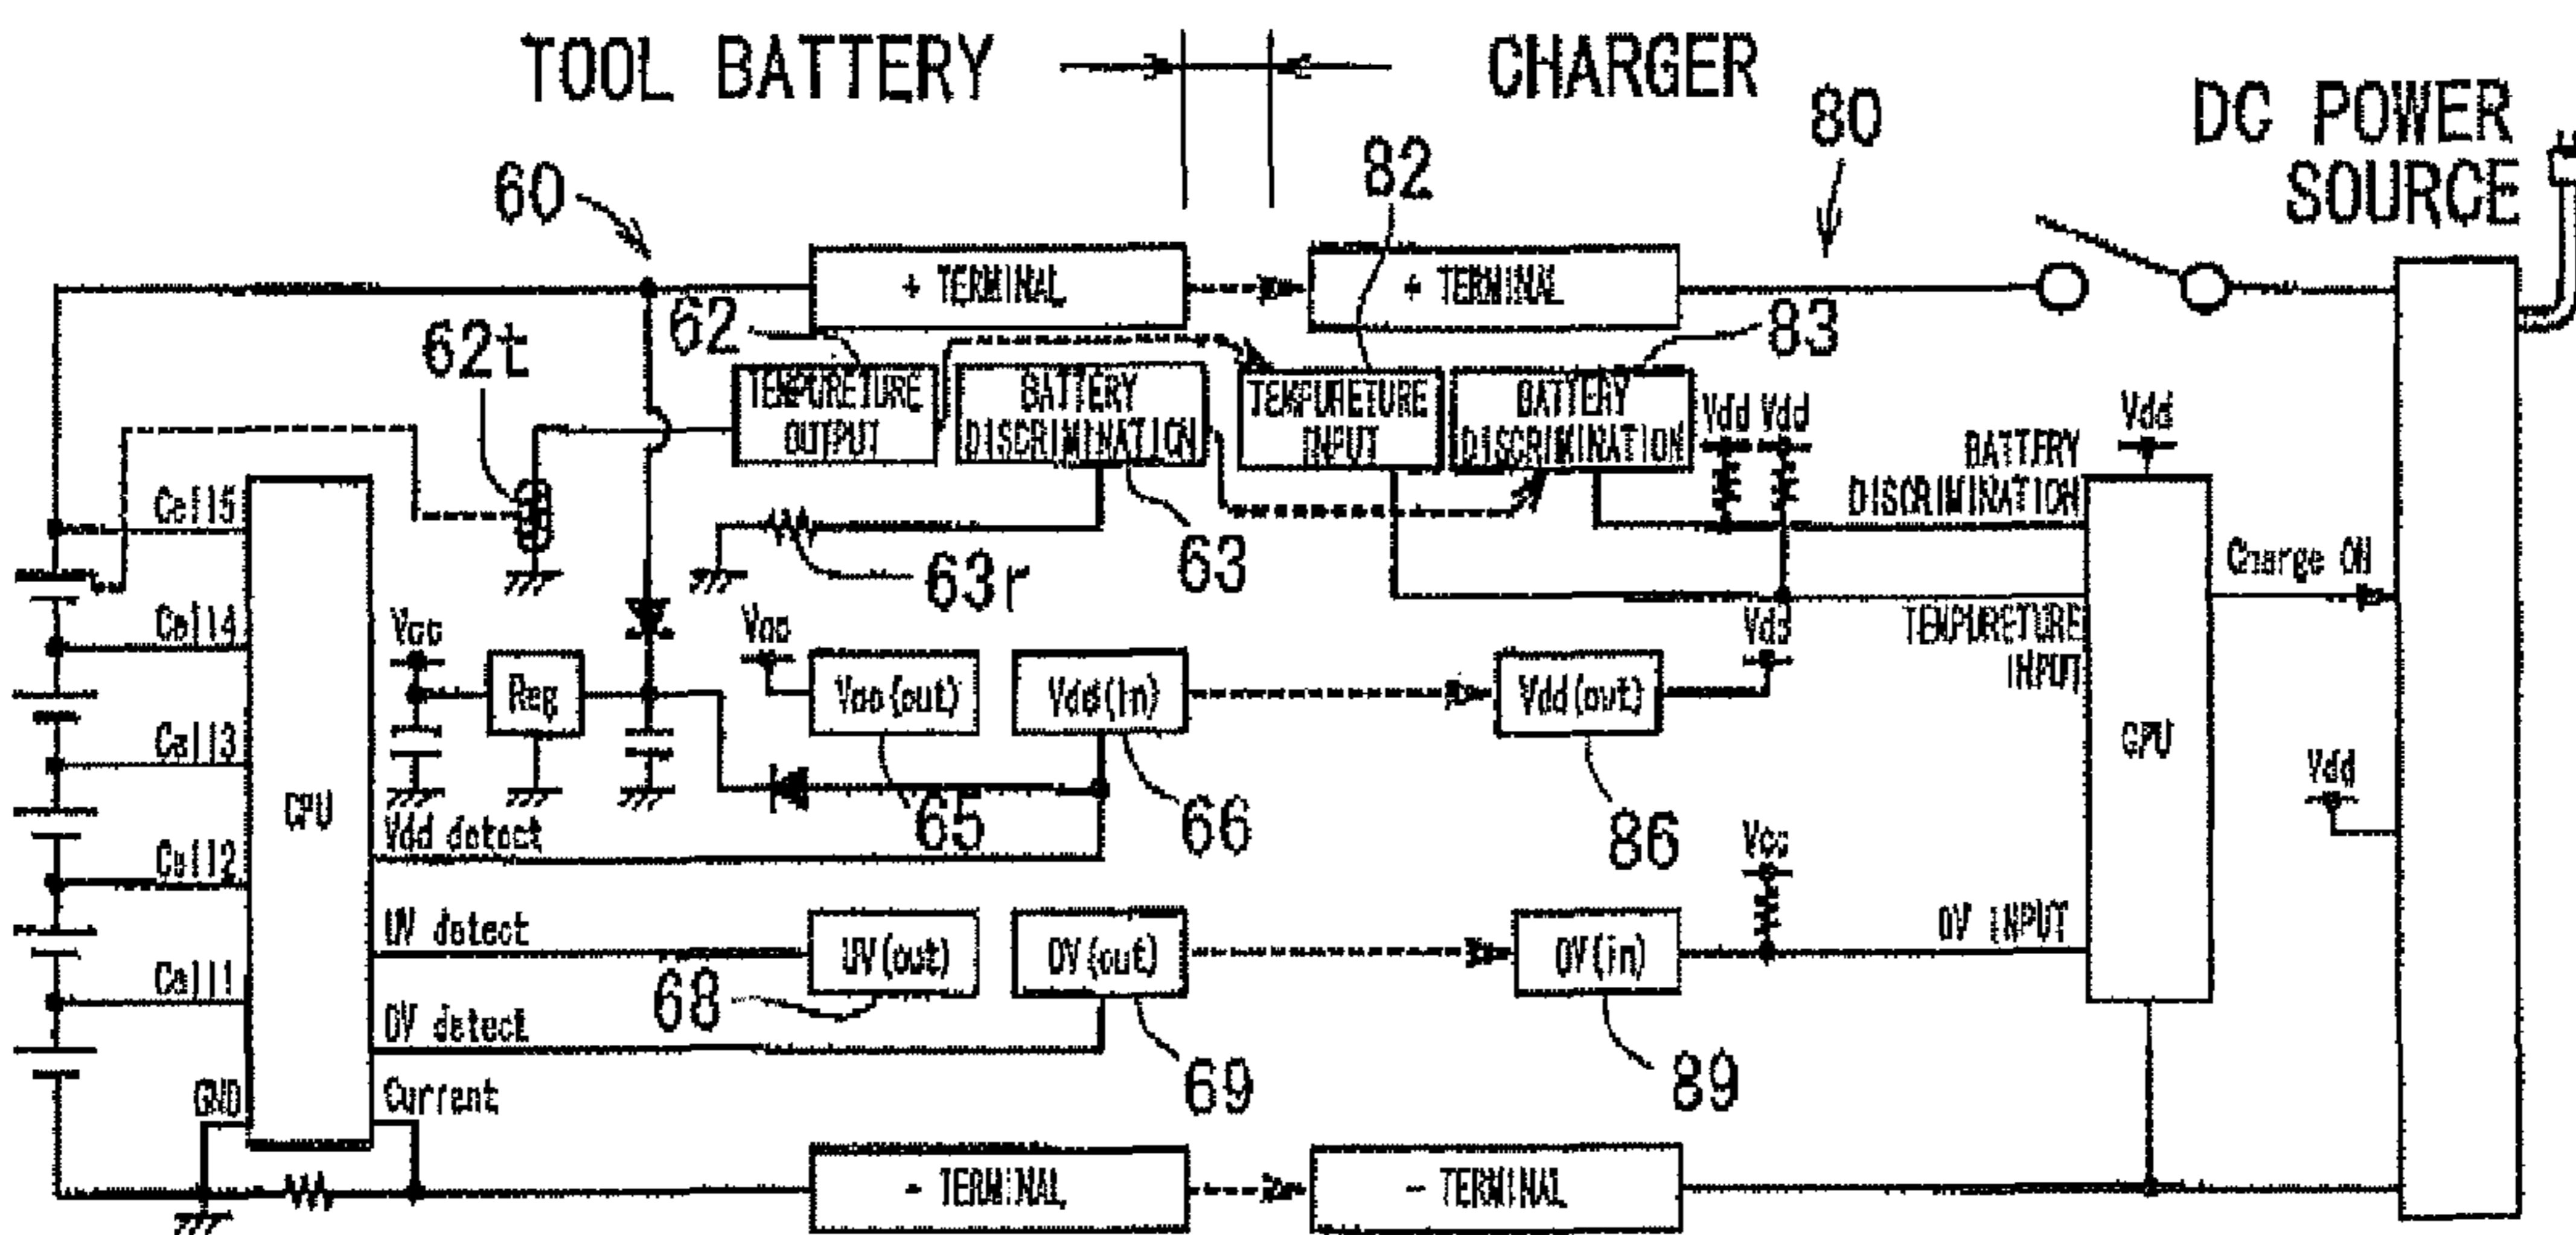 TOOL BATTERY
CHARGER
DC POWER
SOURCE
60
82
80
+ TERMINAL
+ TERMINAL
62t
62
83
TEMPURETURE
OUTPUT
BATTERY
DISCRIMINATION
TEMPURETURE
INPUT
BATTERY
DISCRIMINATION
Vdd
Vdd
Vdd
BATTERY
DISCRIMINATION
Cell5
63r
63
Charge ON
Cell4
Vcc
Vcc
Vdd
TEMPURETURE
INPUT
Reg
Vcc(out)
Vdd(in)
Vdd(out)
Cell3
CPU
CPU
Vdd
65
66
86
Vdd detect
Cell2
Vcc
UV detect
UV(out)
OV(out)
OV(in)
OV INPUT
Cell1
68
OV detect
69
89
GND
Current
- TERMINAL
- TERMINAL